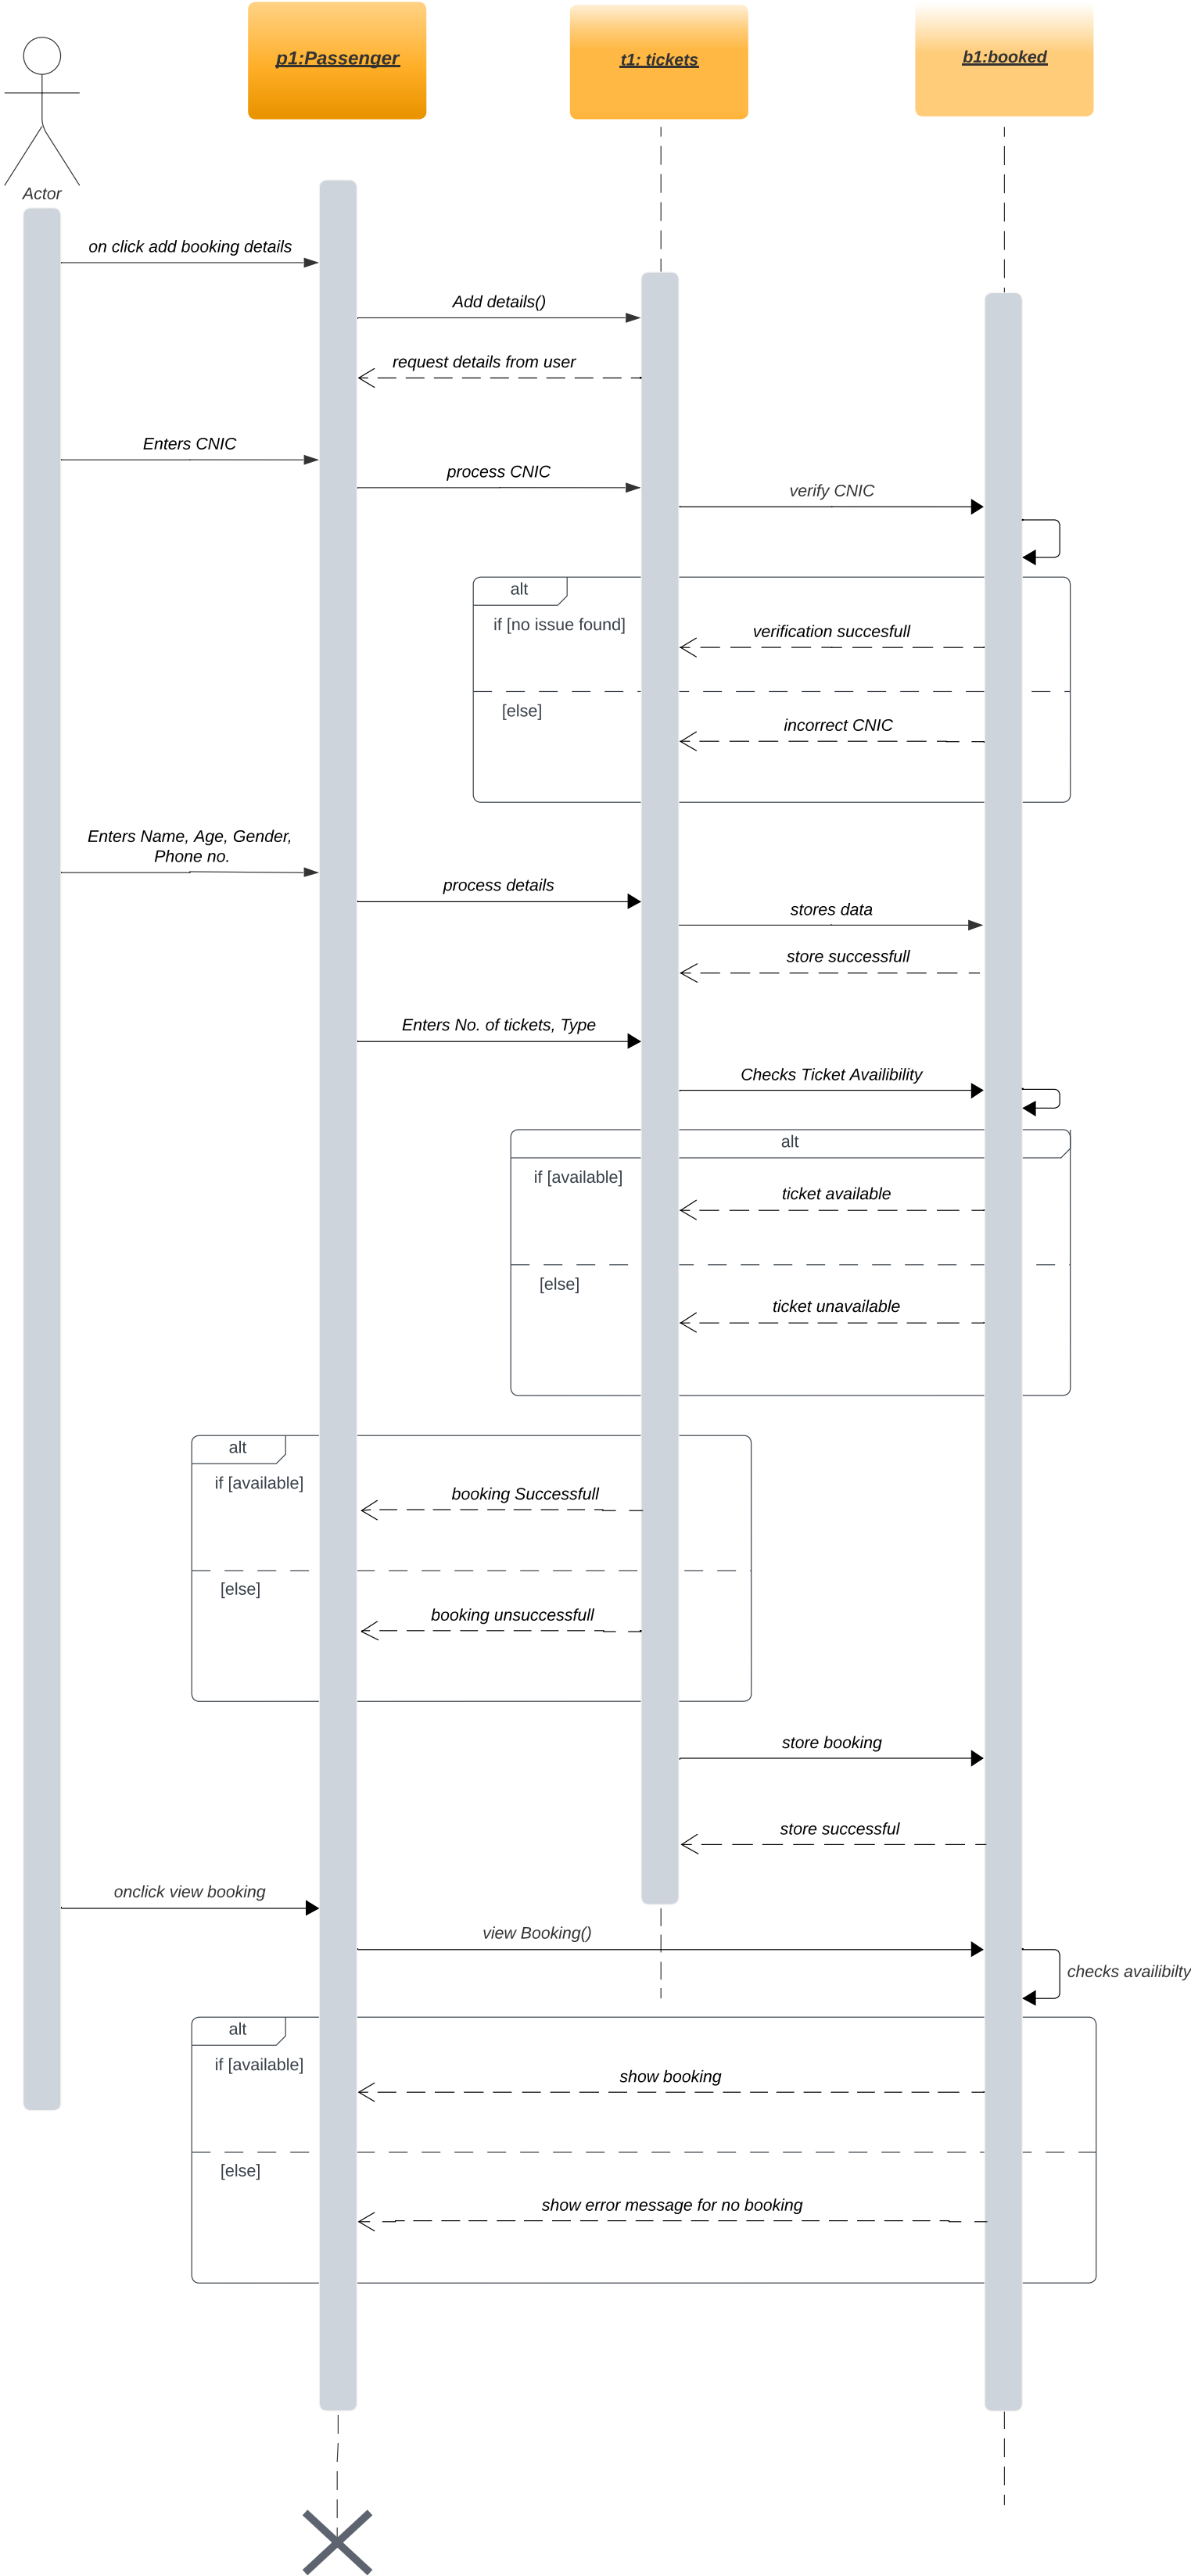 p1:Passenger
t1: tickets
b1:booked
Actor
on click add booking details
Add details()
request details from user
Enters CNIC
process CNIC
verify CNIC
alt
if [no issue found]
verification succesfull
[else]
incorrect CNIC
Enters Name, Age, Gender,
Phone no.
process details
stores data
store successfull
Enters No. of tickets, Type
Checks Ticket Availibility
alt
if [available]
ticket available
[else]
ticket unavailable
alt
if [available]
booking Successfull
[else]
booking unsuccessfull
store booking
store successful
onclick view booking
view Booking()
checks availibilty
alt
if [available]
show booking
[else]
show error message for no booking